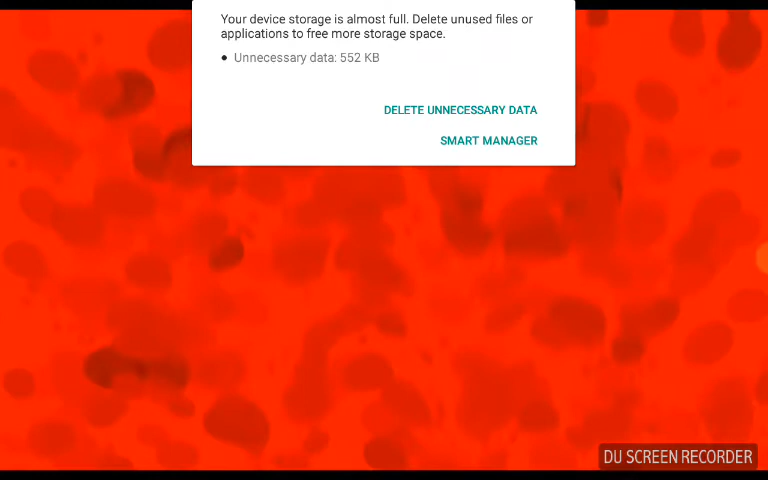 Your device storage is almost full. Delete unused files or
applications to free more storage space.
• Unnecessary data: 552 KB
DELETE UNNECESSARY DATA
SMART MANAGER
DU SCREEN RECORDER